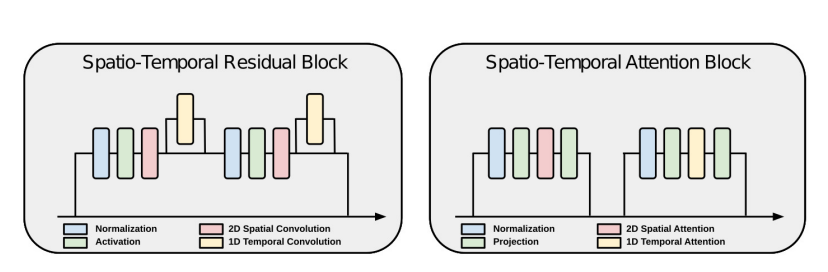 Spatio-Temporal Residual Block
Normalization
2D Spatial Convolution
Activation
1D Temporal Convolution
Spatio-Temporal Attention Block
Normalization
2D Spatial Attention
Projection
1D Temporal Attention